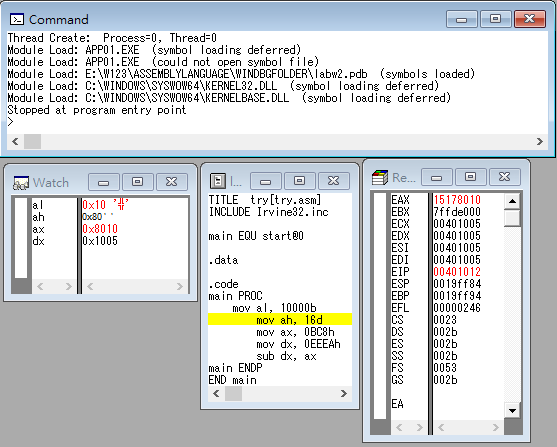 Command
Thread Create:  Process=0, Thread=0
Module Load: APP01.EXE  (symbol loading deferred)
Module Load: APP01.EXE  (could not open symbol file)
Module Load: E:\W123\ASSEMBLYLANGUAGE\WINDBGFOLDER\labw2.pdb  (symbols loaded)
Module Load: C:\WINDOWS\SYSWOW64\KERNEL32.DLL  (symbol loading deferred)
Module Load: C:\WINDOWS\SYSWOW64\KERNELBASE.DLL  (symbol loading deferred)
Stopped at program entry point
>
Watch
al 0x10 '╬'
ah 0x80 ' '
ax 0x8010
dx 0x1005
l...
TITLE  try[try.asm]
INCLUDE Irvine32.inc
main EQU start@0
.data
.code
main PROC
mov al, 10000b
mov ah, 16d
mov ax, 0BC8h
mov dx, 0EEEAh
sub dx, ax
main ENDP
END main
Re...
EAX 15178010
EBX 7ffde000
ECX 00401005
EDX 00401005
ESI 00401005
EDI 00401005
EIP 00401012
ESP 0019ff84
EBP 0019ff94
EFL 00000246
CS 0023
DS 002b
ES 002b
SS 002b
FS 0053
GS 002b
EA